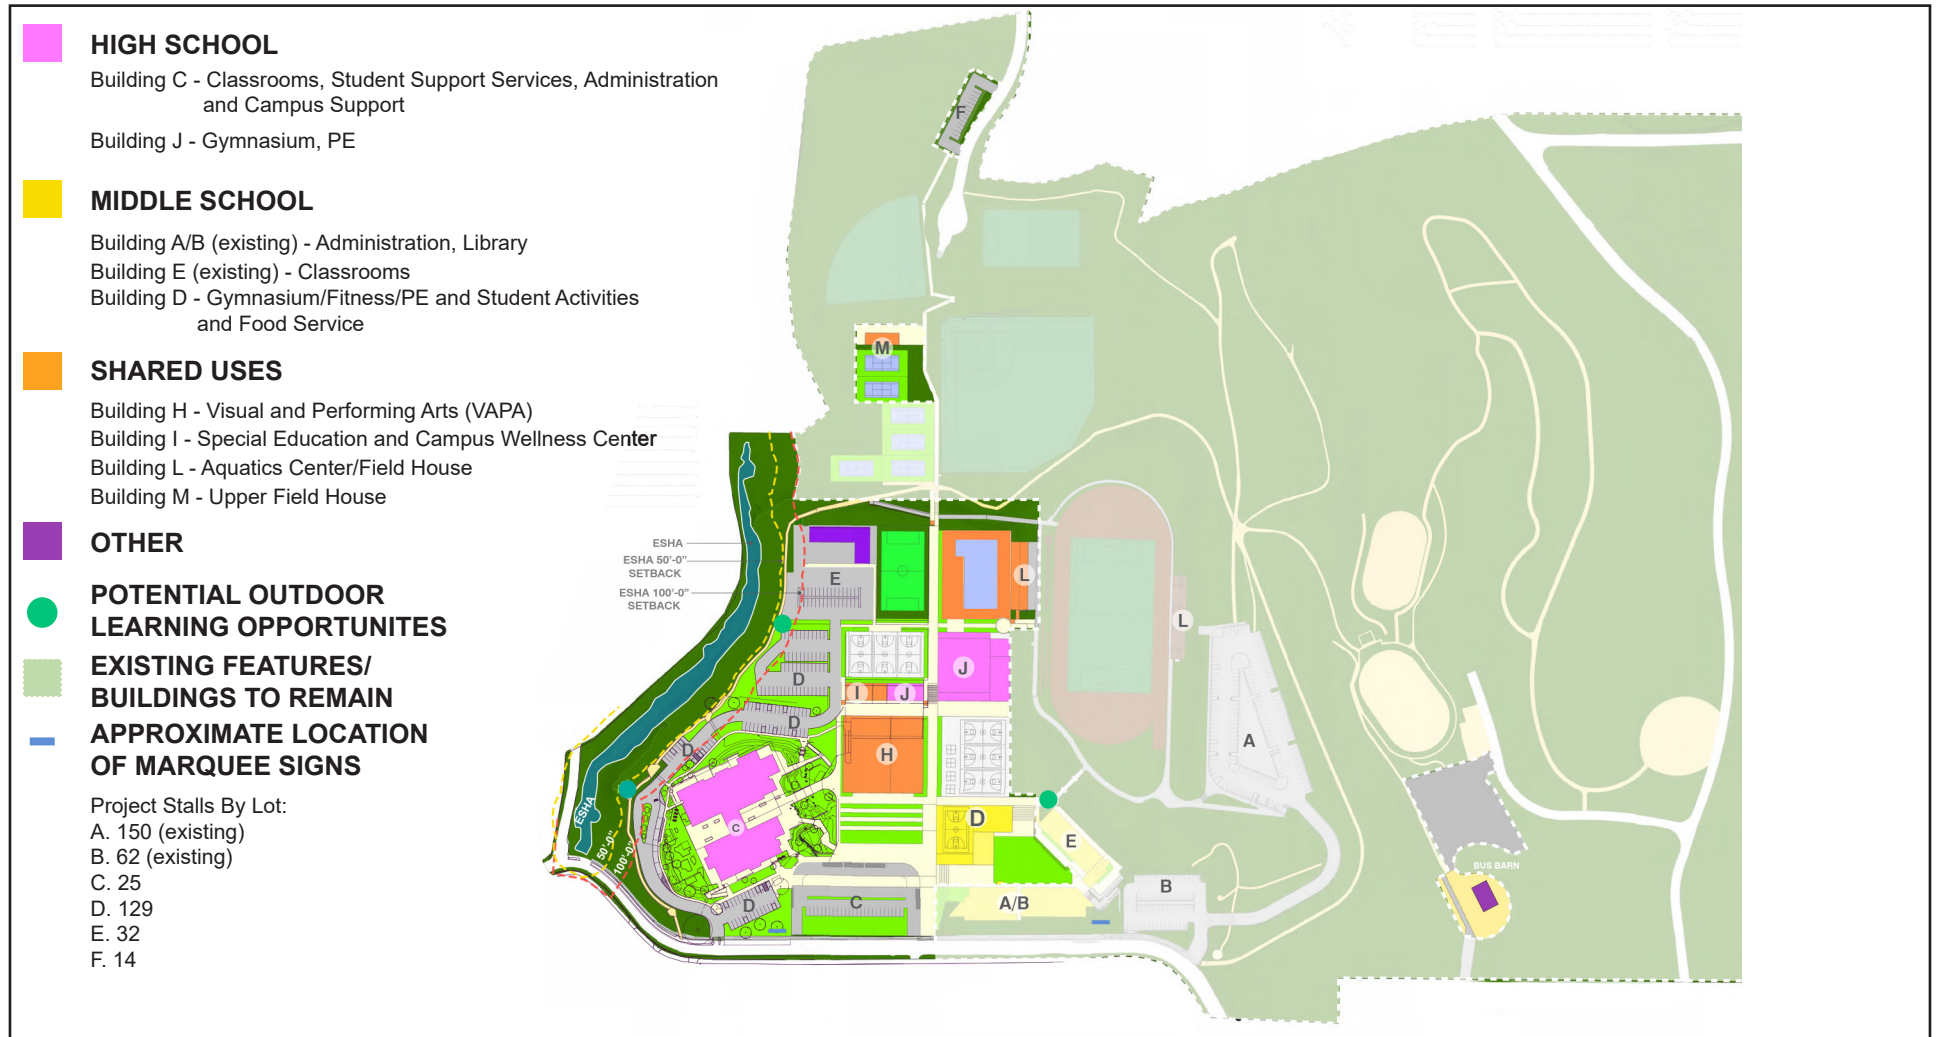 HIGH SCHOOL
Building C - Classrooms, Student Support Services, Administration
and Campus Support
Building J - Gymnasium, PE
MIDDLE SCHOOL
Building A/B (existing) - Administration, Library
Building E (existing) - Classrooms
Building D - Gymnasium/Fitness/PE and Student Activities
and Food Service
SHARED USES
Building H - Visual and Performing Arts (VAPA)
Building I - Special Education and Campus Wellness Center
Building L - Aquatics Center/Field House
Building M - Upper Field House
OTHER
POTENTIAL OUTDOOR
LEARNING OPPORTUNITES
EXISTING FEATURES/
BUILDINGS TO REMAIN
APPROXIMATE LOCATION
OF MARQUEE SIGNS
Project Stalls By Lot:
A. 150 (existing)
B. 62 (existing)
C. 25
D. 129
E. 32
F. 14
F
M
ESHA
ESHA 50'-0"
SETBACK
ESHA 100'-0"
SETBACK
E
L
L
J
I
J
D
D
D
H
A
C
D
E
ESHA
50'-0"
100'-0"
BUS BARN
B
D
C
A/B